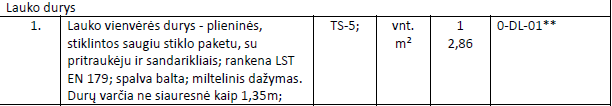 Lauko durys
1. Lauko vienvėrės durys - plieninės, TS-5; vnt. 1 0-DL-01**
stiklintos saugiu stiklo paketu, su m² 2,86
pritraukėju ir sandarikliais; rankena LST
EN 179; spalva balta; miltelinis dažymas.
Durų varčia ne siauresnė kaip 1,35m;